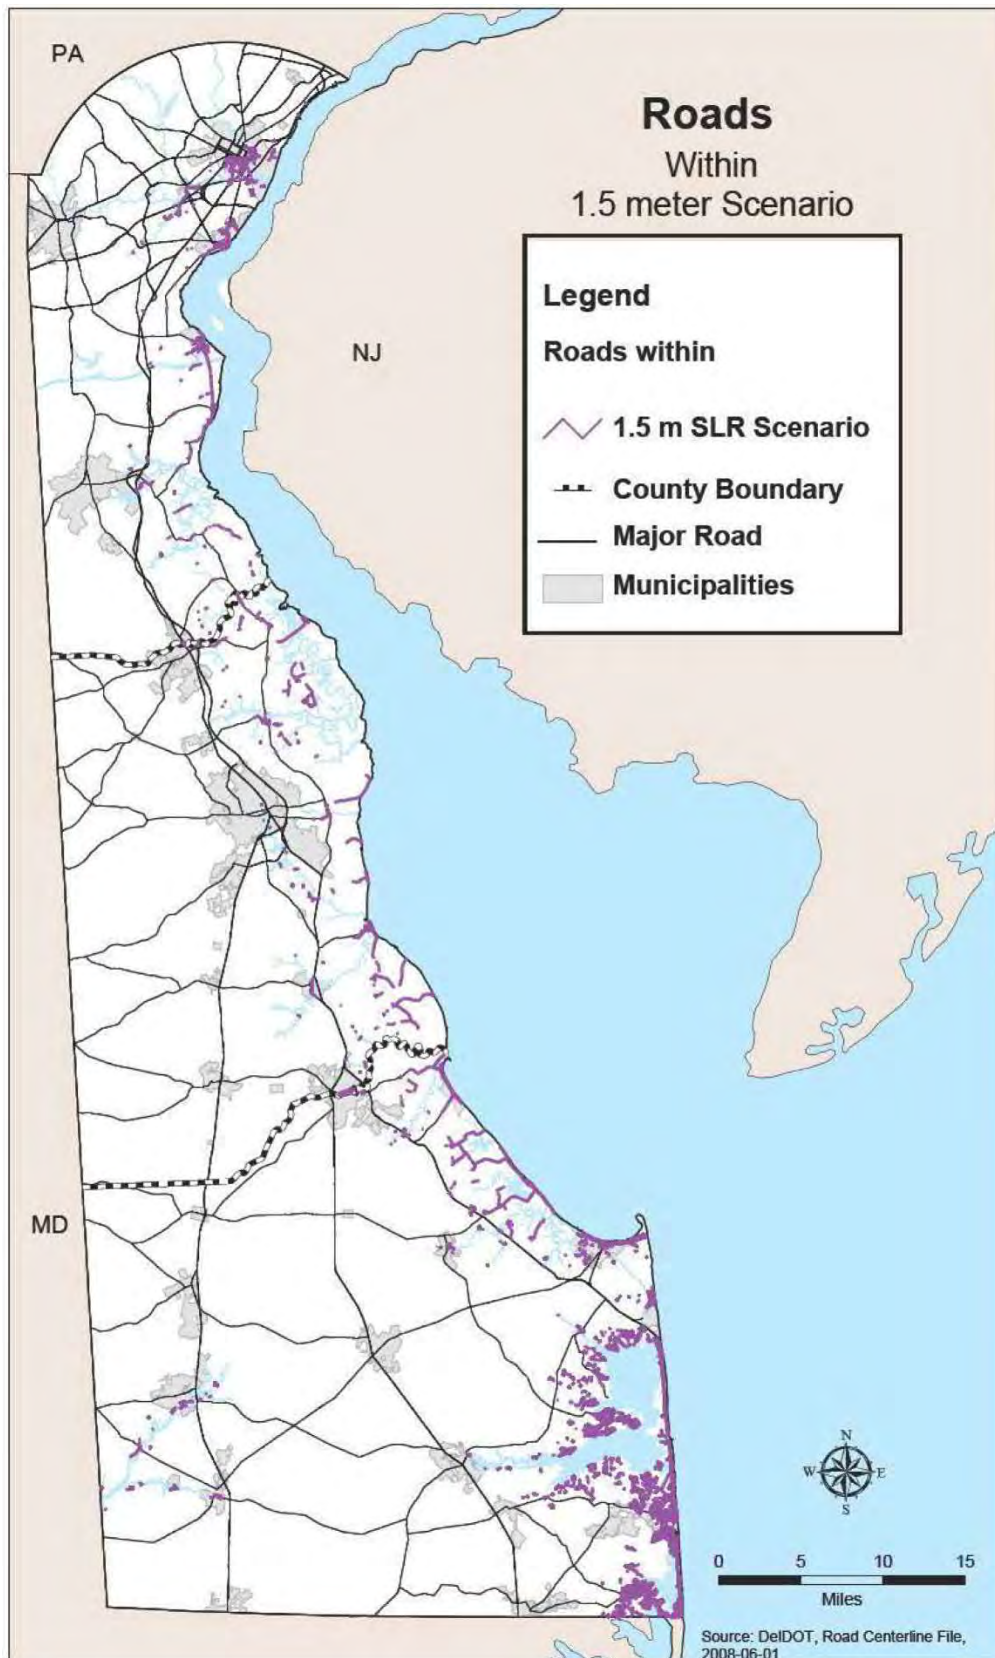 PA
Roads
Within
1.5 meter Scenario
Legend
Roads within
1.5 m SLR Scenario
County Boundary
Major Road
Municipalities
NJ
MD
N
W E
S
0 5 10 15
Miles
Source: DelDOT, Road Centerline File,
2008-06-01